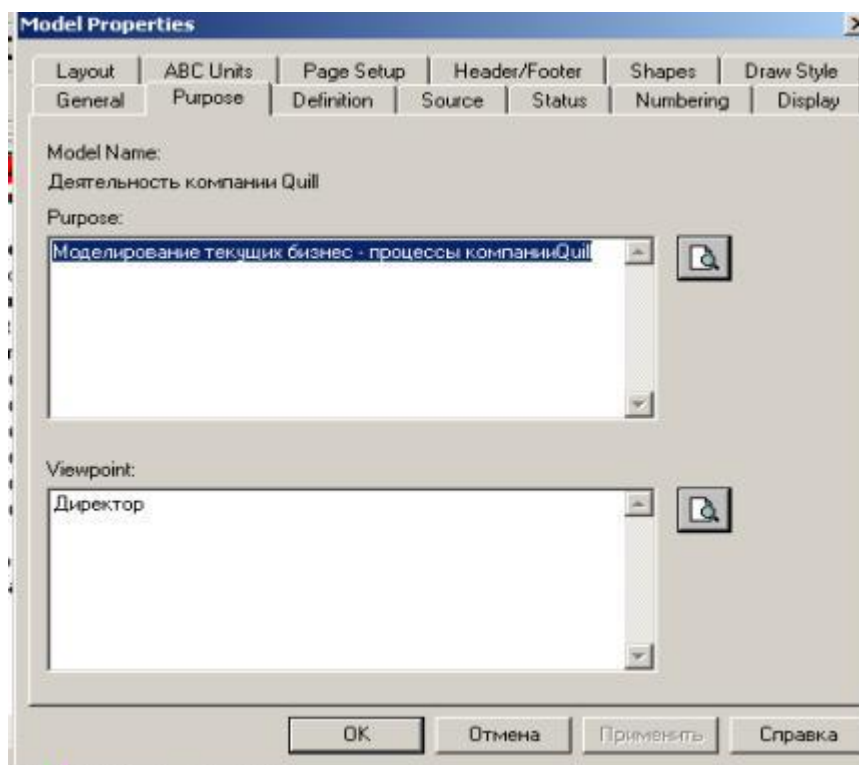 Model Properties
Layout ABC Units Page Setup Header/Footer Shapes Draw Style
General Purpose Definition Source Status Numbering Display
Model Name:
Деятельность компании Quill
Purpose:
Моделирование текущих бизнес - процессы компанииQuill
Viewpoint:
Директор
OK Отмена Применить Справка